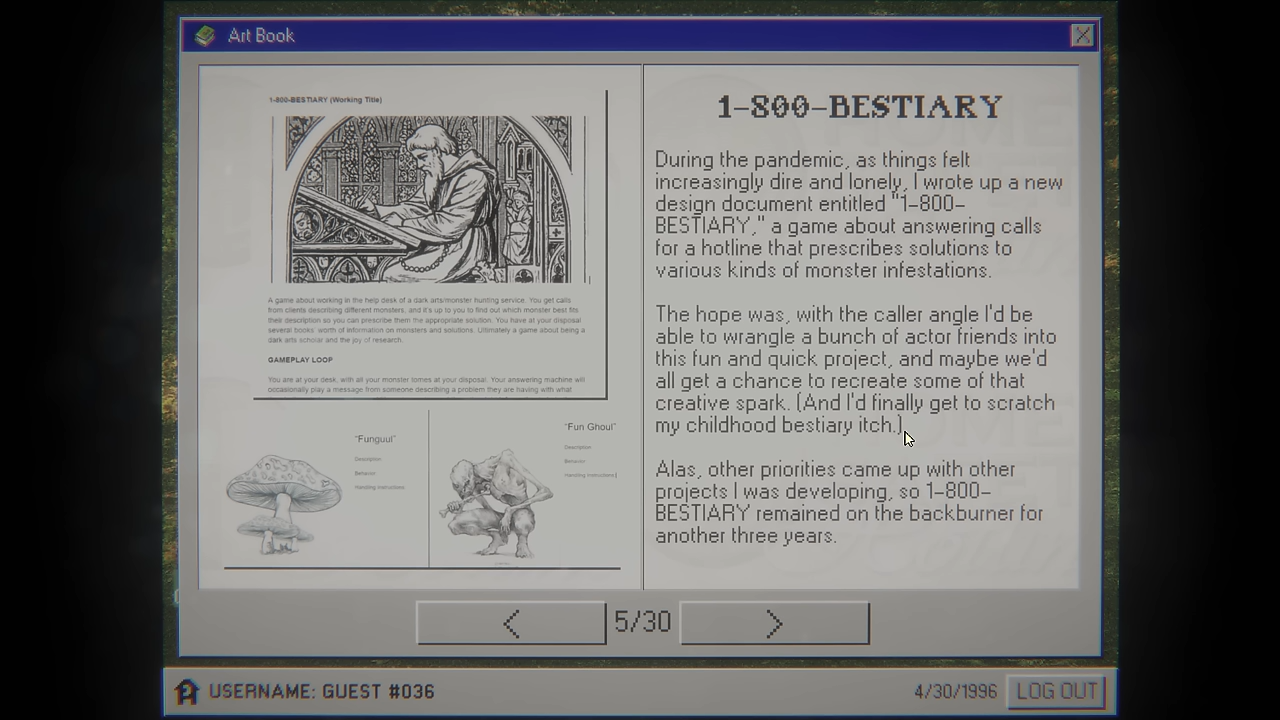 Art Book
1-800-BESTIARY (Working Title)
A game about working in the help desk of a dark arts/monster hunting service. You get calls
from clients describing different monsters, and it's up to you to find out which monster best fits
their description so you can prescribe them the appropriate solution. You have at your disposal
several books' worth of information on monsters and solutions. Ultimately a game about being a
dark arts scholar and the joy of research.
GAMEPLAY LOOP
You are at your desk, with all your monster tomes at your disposal. Your answering machine will
occasionally play a message from someone describing a problem they are having with what
"Funguul"
Description
Behavior
Handling instructions
"Fun Ghoul"
Description
Behavior
Handling instructions
1-800-BESTIARY
During the pandemic, as things felt
increasingly dire and lonely, I wrote up a new
design document entitled "1-800-
BESTIARY," a game about answering calls
for a hotline that prescribes solutions to
various kinds of monster infestations.
The hope was, with the caller angle I'd be
able to wrangle a bunch of actor friends into
this fun and quick project, and maybe we'd
all get a chance to recreate some of that
creative spark. (And I'd finally get to scratch
my childhood bestiary itch.)
Alas, other priorities came up with other
projects I was developing, so 1-800-
BESTIARY remained on the backburner for
another three years.
< 5/30 >
USERNAME: GUEST #036
4/30/1996 LOG OUT